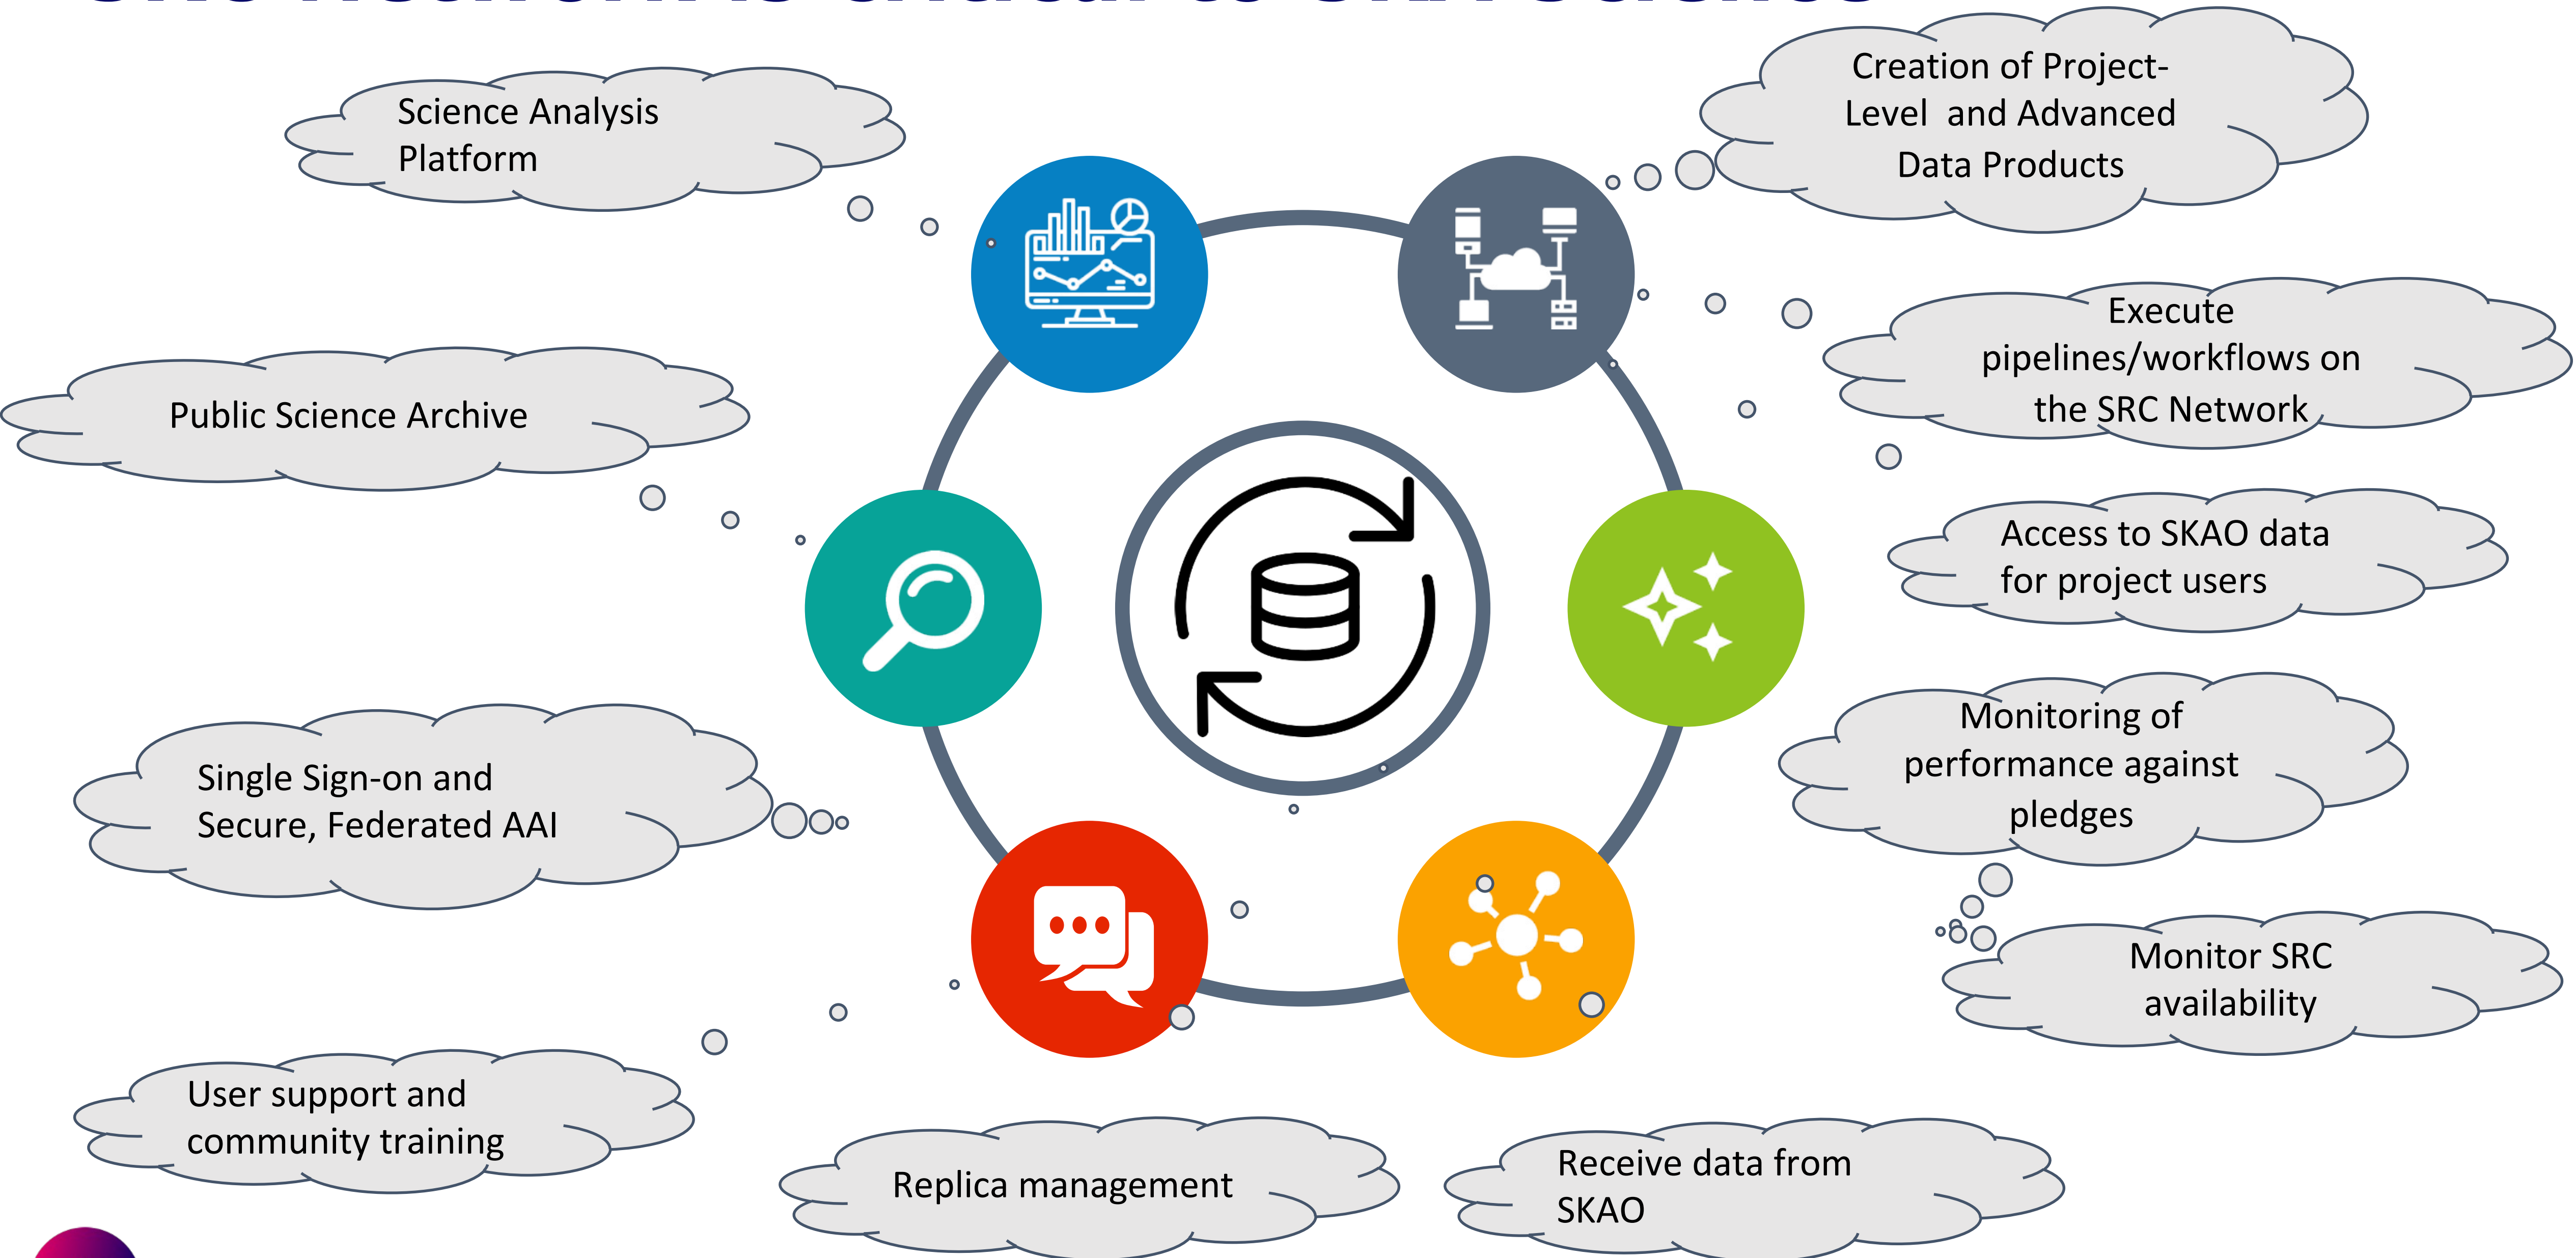 Science Analysis
Platform
Creation of Project-
Level and Advanced
Data Products
Public Science Archive
Execute
pipelines/workflows on
the SRC Network
Access to SKAO data
for project users
Single Sign-on and
Secure, Federated AAI
Monitoring of
performance against
pledges
Monitor SRC
availability
User support and
community training
Replica management
Receive data from
SKAO